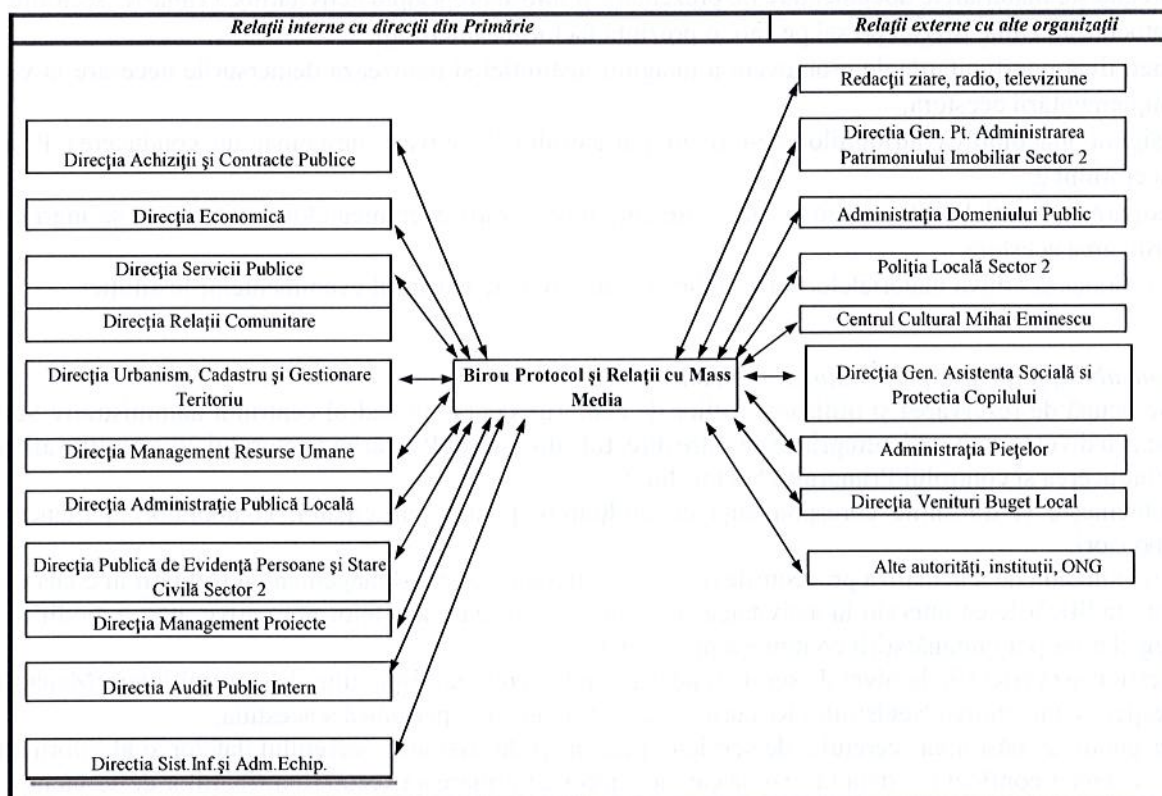 Relaţii interne cu direcţii din Primărie
Relaţii externe cu alte organizaţii
Direcţia Achiziţii şi Contracte Publice
Direcţia Economică
Direcţia Servicii Publice
Direcţia Relaţii Comunitare
Direcţia Urbanism, Cadastru şi Gestionare
Teritoriu
Direcţia Management Resurse Umane
Direcţia Administraţie Publică Locală
Direcţia Publică de Evidenţă Persoane şi Stare
Civilă Sector 2
Direcţia Management Proiecte
Directia Audit Public Intern
Directia Sist.Inf.şi Adm.Echip.
Birou Protocol şi Relaţii cu Mass
Media
Redacţii ziare, radio, televiziune
Directia Gen. Pt. Administrarea
Patrimoniului Imobiliar Sector 2
Administraţia Domeniului Public
Poliţia Locală Sector 2
Centrul Cultural Mihai Eminescu
Direcţia Gen. Asistenta Socială si
Protectia Copilului
Administraţia Pieţelor
Direcţia Venituri Buget Local
Alte autorităţi, instituţii, ONG